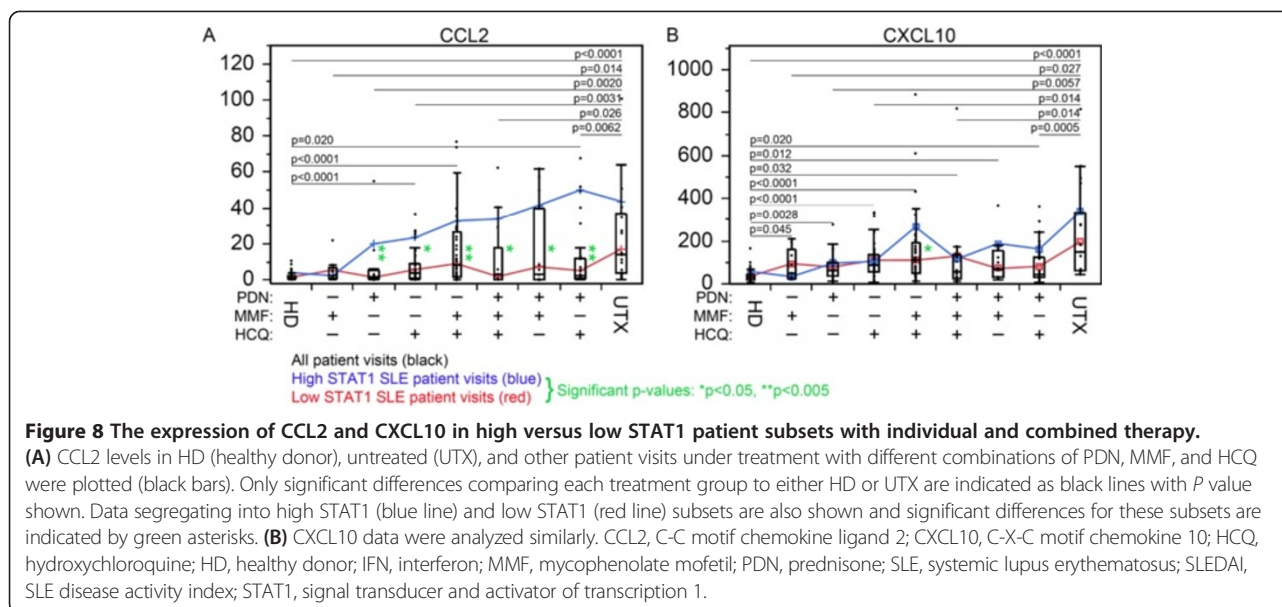 A
CCL2
120
100
80
60
40
20
0
p<0.0001
p=0.014
p=0.0020
p=0.0031
p=0.026
p=0.0062
p=0.020
p<0.0001
p<0.0001
**
*
**
*
*
**
PDN: − + − − + + + 
MMF: + − − + + + −
HCQ: − − + + + − +
HD
UTX
B
CXCL10
1000
800
600
400
200
0
p<0.0001
p=0.027
p=0.0057
p=0.014
p=0.014
p=0.0005
p=0.020
p=0.012
p=0.032
p<0.0001
p<0.0001
p=0.0028
p=0.045
*
HD
− + − − + + +
+ − − + + + −
− − + + + − +
UTX
All patient visits (black)
High STAT1 SLE patient visits (blue)
Low STAT1 SLE patient visits (red)
} Significant p-values: *p<0.05, **p<0.005
Figure 8 The expression of CCL2 and CXCL10 in high versus low STAT1 patient subsets with individual and combined therapy.
(A) CCL2 levels in HD (healthy donor), untreated (UTX), and other patient visits under treatment with different combinations of PDN, MMF, and HCQ
were plotted (black bars). Only significant differences comparing each treatment group to either HD or UTX are indicated as black lines with P value
shown. Data segregating into high STAT1 (blue line) and low STAT1 (red line) subsets are also shown and significant differences for these subsets are
indicated by green asterisks. (B) CXCL10 data were analyzed similarly. CCL2, C-C motif chemokine ligand 2; CXCL10, C-X-C motif chemokine 10; HCQ,
hydroxychloroquine; HD, healthy donor; IFN, interferon; MMF, mycophenolate mofetil; PDN, prednisone; SLE, systemic lupus erythematosus; SLEDAI,
SLE disease activity index; STAT1, signal transducer and activator of transcription 1.